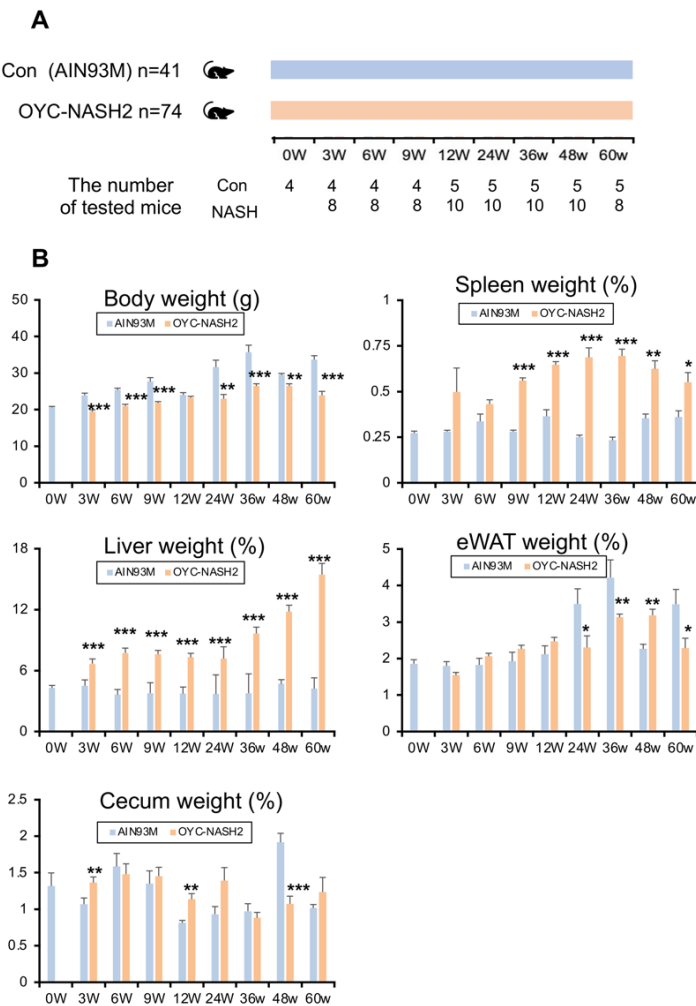 A
Con (AIN93M) n=41
OYC-NASH2 n=74
0W 3W 6W 9W 12W 24W 36w 48w 60w
The number of tested mice
Con 4 4 4 4 5 5 5 5 5
NASH 8 8 8 10 10 10 10 8
B
Body weight (g)
AIN93M OYC-NASH2
50
40
30
20
10
0
*** *** *** ** *** ** ***
0W 3W 6W 9W 12W 24W 36w 48w 60w
Spleen weight (%)
AIN93M OYC-NASH2
1
0.75
0.5
0.25
0
*** *** *** *** ** *
0W 3W 6W 9W 12W 24W 36w 48w 60w
Liver weight (%)
AIN93M OYC-NASH2
18
12
6
0
*** *** *** *** *** *** *** ***
0W 3W 6W 9W 12W 24W 36w 48w 60w
eWAT weight (%)
AIN93M OYC-NASH2
5
4
3
2
1
0
* ** ** *
0W 3W 6W 9W 12W 24W 36w 48w 60w
Cecum weight (%)
AIN93M OYC-NASH2
2.5
2
1.5
1
0.5
0
** ** ***
0W 3W 6W 9W 12W 24W 36w 48w 60w